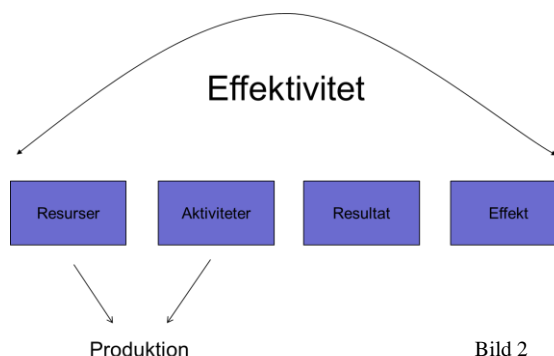 Effektivitet
Resurser
Aktiviteter
Resultat
Effekt
Produktion
Bild 2